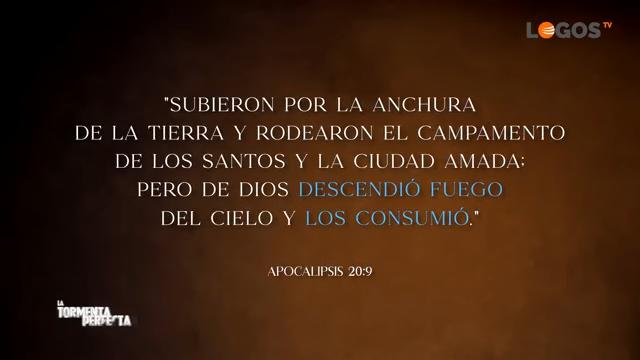 LOGOS TV
"SUBIERON POR LA ANCHURA
DE LA TIERRA Y RODEARON EL CAMPAMENTO
DE LOS SANTOS Y LA CIUDAD AMADA;
PERO DE DIOS DESCENDIÓ FUEGO
DEL CIELO Y LOS CONSUMIÓ."
APOCALIPSIS 20:9
LA
TORMENTA
PERFECTA